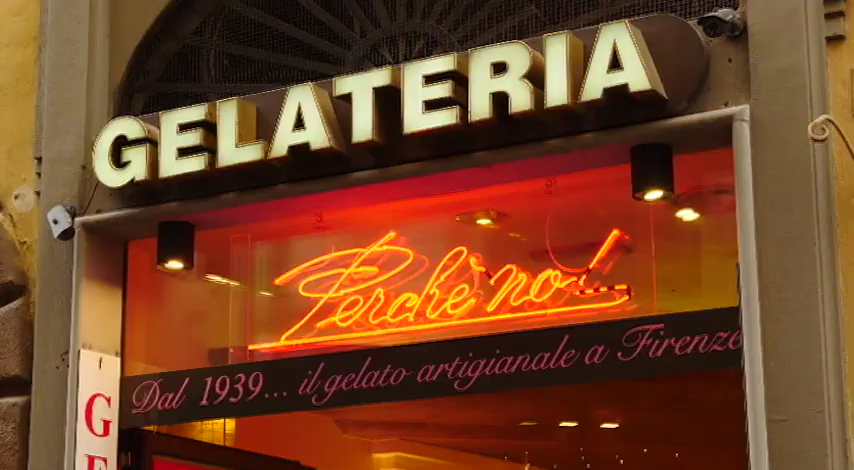 GELATERIA
Perchè no!
Dal 1939... il gelato artigianale a Firenze
G
E